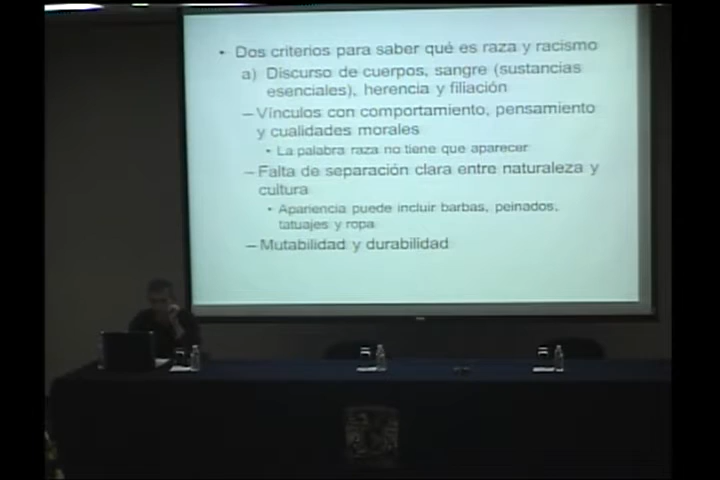 • Dos criterios para saber qué es raza y racismo
a) Discurso de cuerpos, sangre (sustancias
esenciales), herencia y filiación
– Vínculos con comportamiento, pensamiento
y cualidades morales
• La palabra raza no tiene que aparecer
– Falta de separación clara entre naturaleza y
cultura
• Apariencia puede incluir barbas, peinados,
tatuajes y ropa
– Mutabilidad y durabilidad